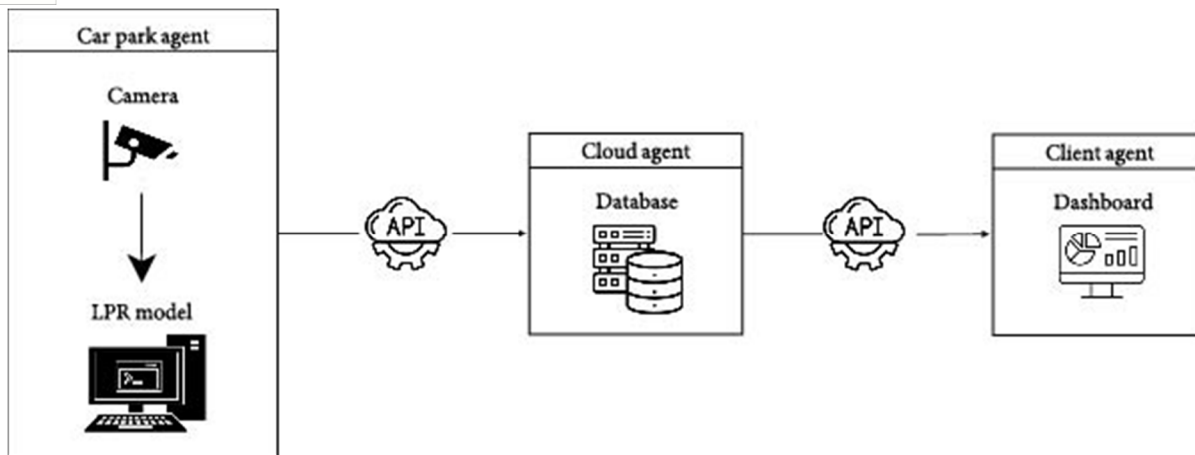 Car park agent
Camera
LPR model
API
Cloud agent
Database
API
Client agent
Dashboard